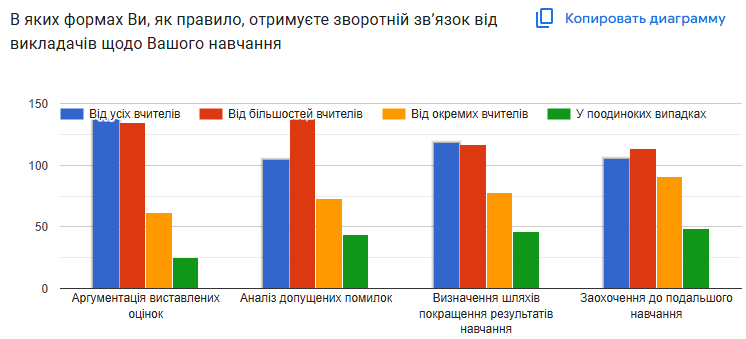 В яких формах Ви, як правило, отримуєте зворотній зв’язок від
викладачів щодо Вашого навчання
Копировать диаграмму
150
Від усіх вчителів
Від більшостей вчителів
Від окремих вчителів
У поодиноких випадках
100
50
0
Аргументація виставлених
оцінок
Аналіз допущених помилок
Визначення шляхів
покращення результатів
навчання
Заохочення до подальшого
навчання